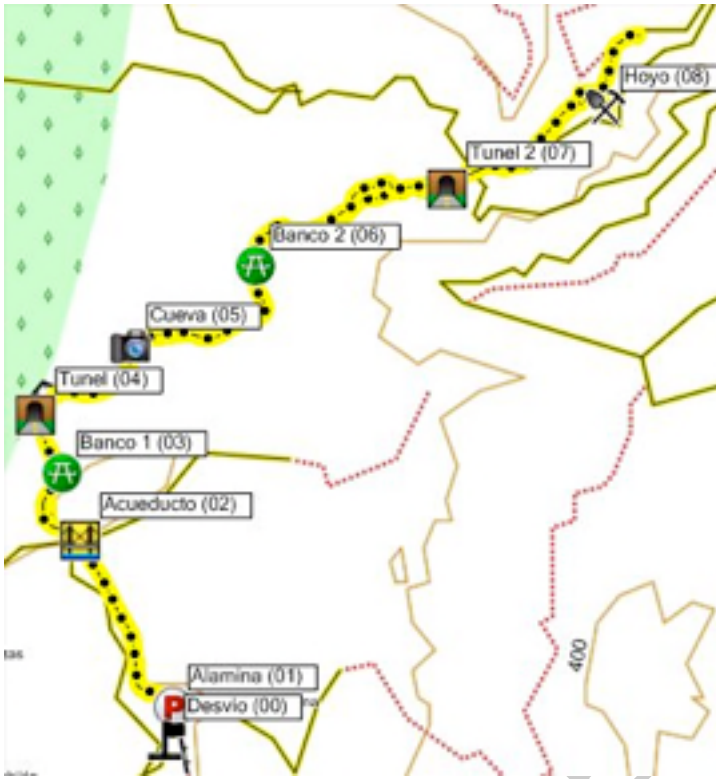 Hoyo (08)
Tunel 2 (07)
Banco 2 (06)
Cueva (05)
Tunel (04)
Banco 1 (03)
Acueducto (02)
400
Alamina (01)
P Desvio (00)